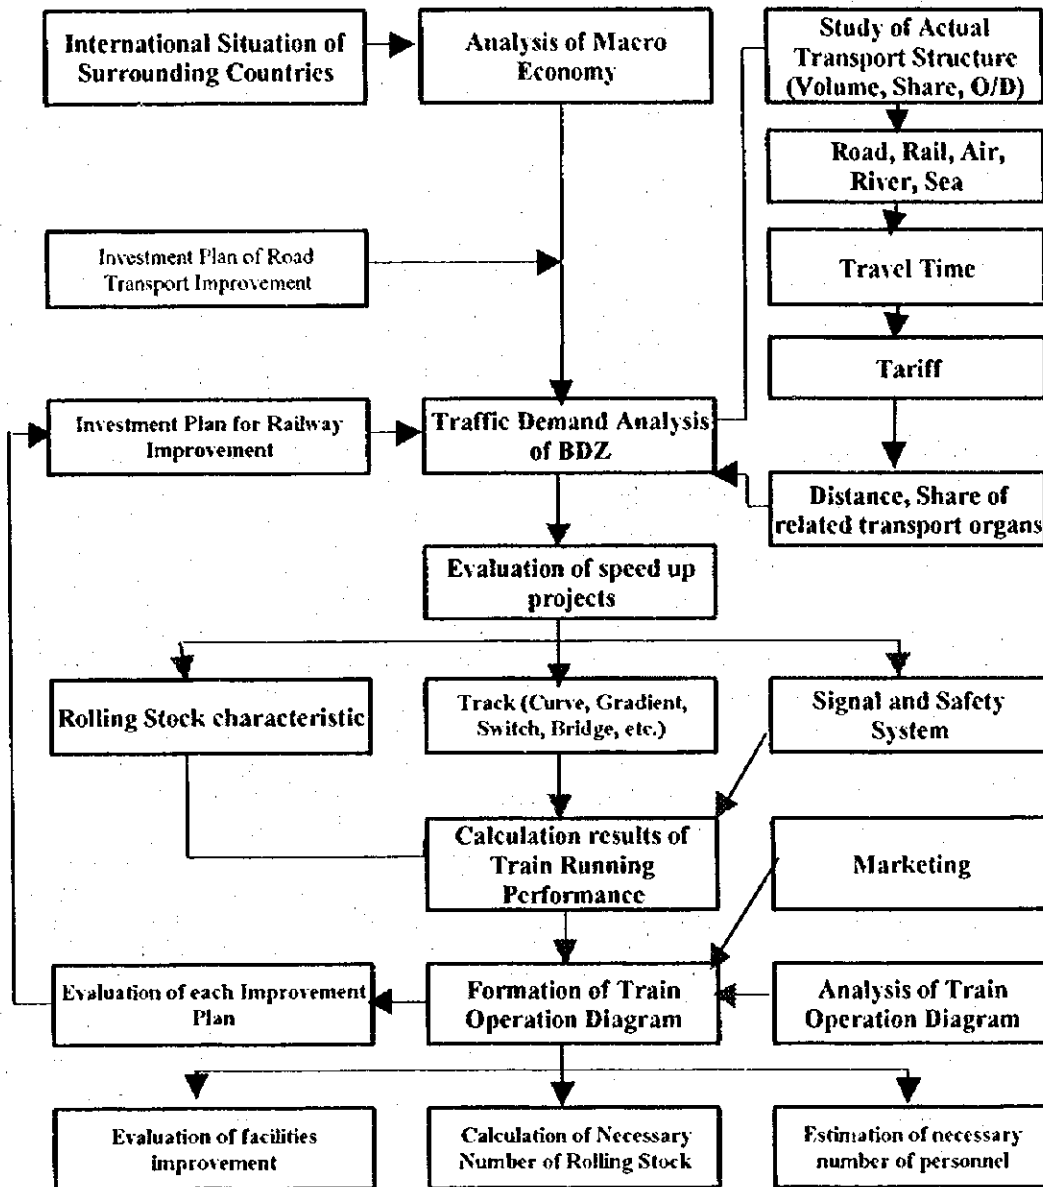 International Situation of
Surrounding Countries
Analysis of Macro
Economy
Study of Actual
Transport Structure
(Volume, Share, O/D)
Road, Rail, Air,
River, Sea
Investment Plan of Road
Transport Improvement
Travel Time
Tariff
Investment Plan for Railway
Improvement
Traffic Demand Analysis
of BDZ
Distance, Share of
related transport organs
Evaluation of speed up
projects
Rolling Stock characteristic
Track (Curve, Gradient,
Switch, Bridge, etc.)
Signal and Safety
System
Calculation results of
Train Running
Performance
Marketing
Evaluation of each Improvement
Plan
Formation of Train
Operation Diagram
Analysis of Train
Operation Diagram
Evaluation of facilities
improvement
Calculation of Necessary
Number of Rolling Stock
Estimation of necessary
number of personnel